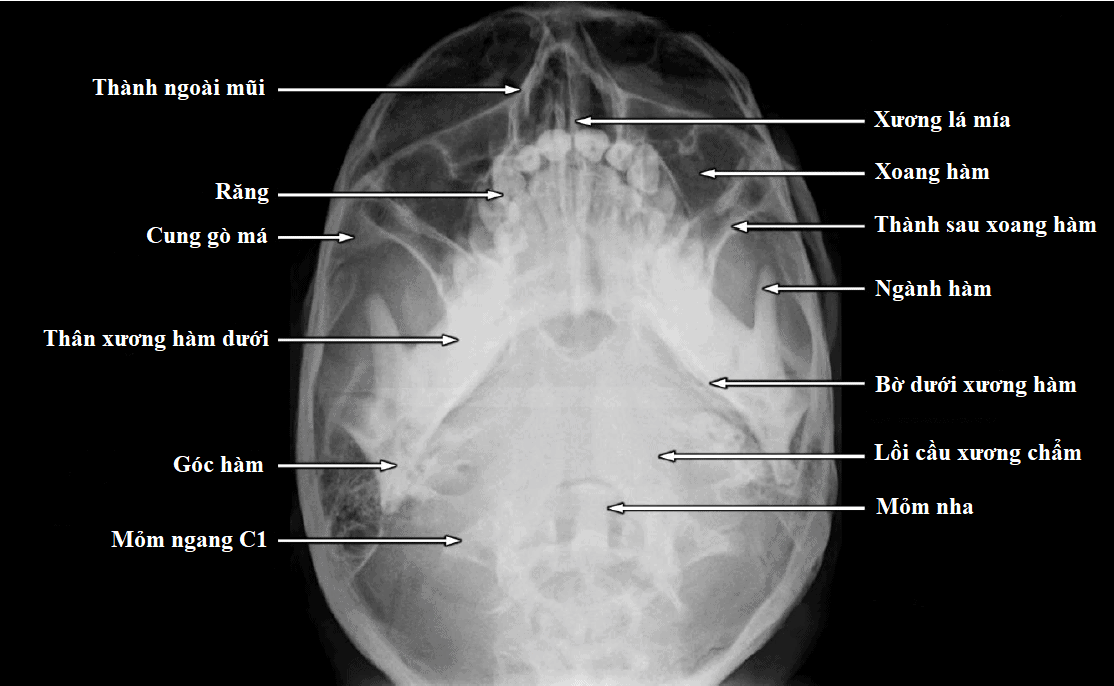 Thành ngoài mũi
Răng
Cung gò má
Thân xương hàm dưới
Góc hàm
Mỏm ngang C1
Xương lá mía
Xoang hàm
Thành sau xoang hàm
Ngành hàm
Bờ dưới xương hàm
Lồi cầu xương chẩm
Mỏm nha